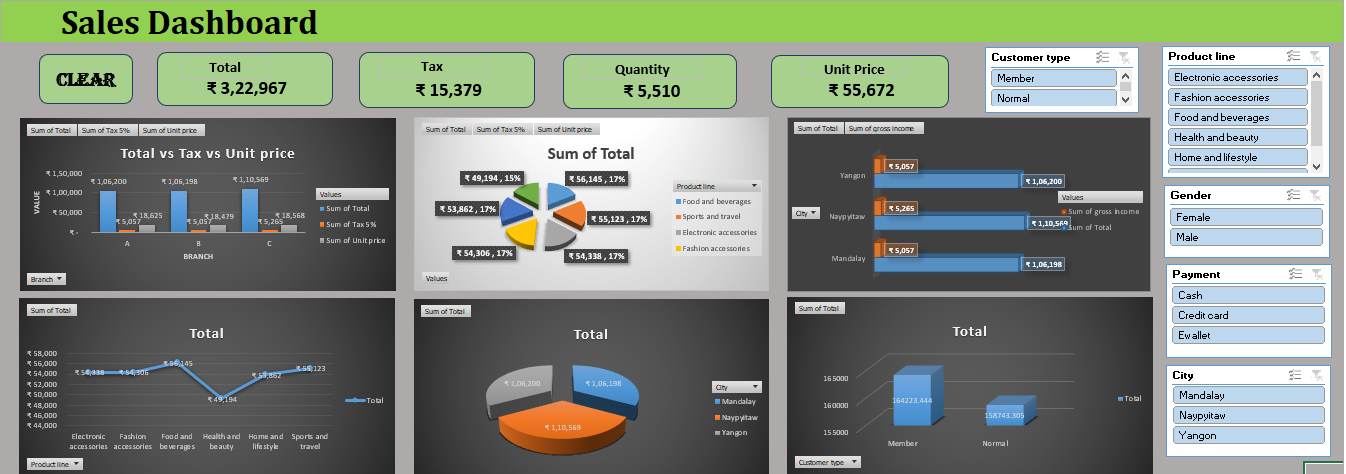 Sales Dashboard
CLEAR
Total
₹ 3,22,967
Tax
₹ 15,379
Quantity
₹ 5,510
Unit Price
₹ 55,672
Customer type
Member
Normal
Product line
Electronic accessories
Fashion accessories
Food and beverages
Health and beauty
Home and lifestyle
Gender
Female
Male
Payment
Cash
Credit card
Ewallet
City
Mandalay
Naypyitaw
Yangon
Sum of Total Sum of Tax 5% Sum of Unit price
Total vs Tax vs Unit price
₹ 1,50,000
₹ 1,00,000
₹ 50,000
₹ -
VALUE
₹ 1,06,200 ₹ 1,06,198 ₹ 1,10,569
₹ 5,057 ₹ 18,625 ₹ 5,057 ₹ 18,479 ₹ 5,265 ₹ 18,568
A B C
BRANCH
Values
Sum of Total
Sum of Tax 5%
Sum of Unit price
Branch
Sum of Total Sum of Tax 5% Sum of Unit price
Sum of Total
₹ 49,194 , 15% ₹ 56,145 , 17%
₹ 53,862 , 17% ₹ 55,123 , 17%
₹ 54,306 , 17% ₹ 54,338 , 17%
Product line
Food and beverages
Sports and travel
Electronic accessories
Fashion accessories
Values
Sum of Total Sum of gross income
City
Yangon
₹ 5,057
₹ 1,06,200
Naypyitaw
₹ 5,265
₹ 1,10,569
Mandalay
₹ 5,057
₹ 1,06,198
Values
Sum of gross income
Sum of Total
Sum of Total
Total
₹ 58,000
₹ 56,000
₹ 54,000
₹ 52,000
₹ 50,000
₹ 48,000
₹ 46,000
₹ 44,000
₹ 54,338 ₹ 54,306 ₹ 56,145 ₹ 49,194 ₹ 53,862 ₹ 55,123
Electronic accessories
Fashion accessories
Food and beverages
Health and beauty
Home and lifestyle
Sports and travel
Total
Product line
Sum of Total
Total
₹ 1,06,200 ₹ 1,06,198
₹ 1,10,569
City
Mandalay
Naypyitaw
Yangon
Sum of Total
Total
165000
160000
155000
164223.444
158743.305
Member Normal
Total
Customer type